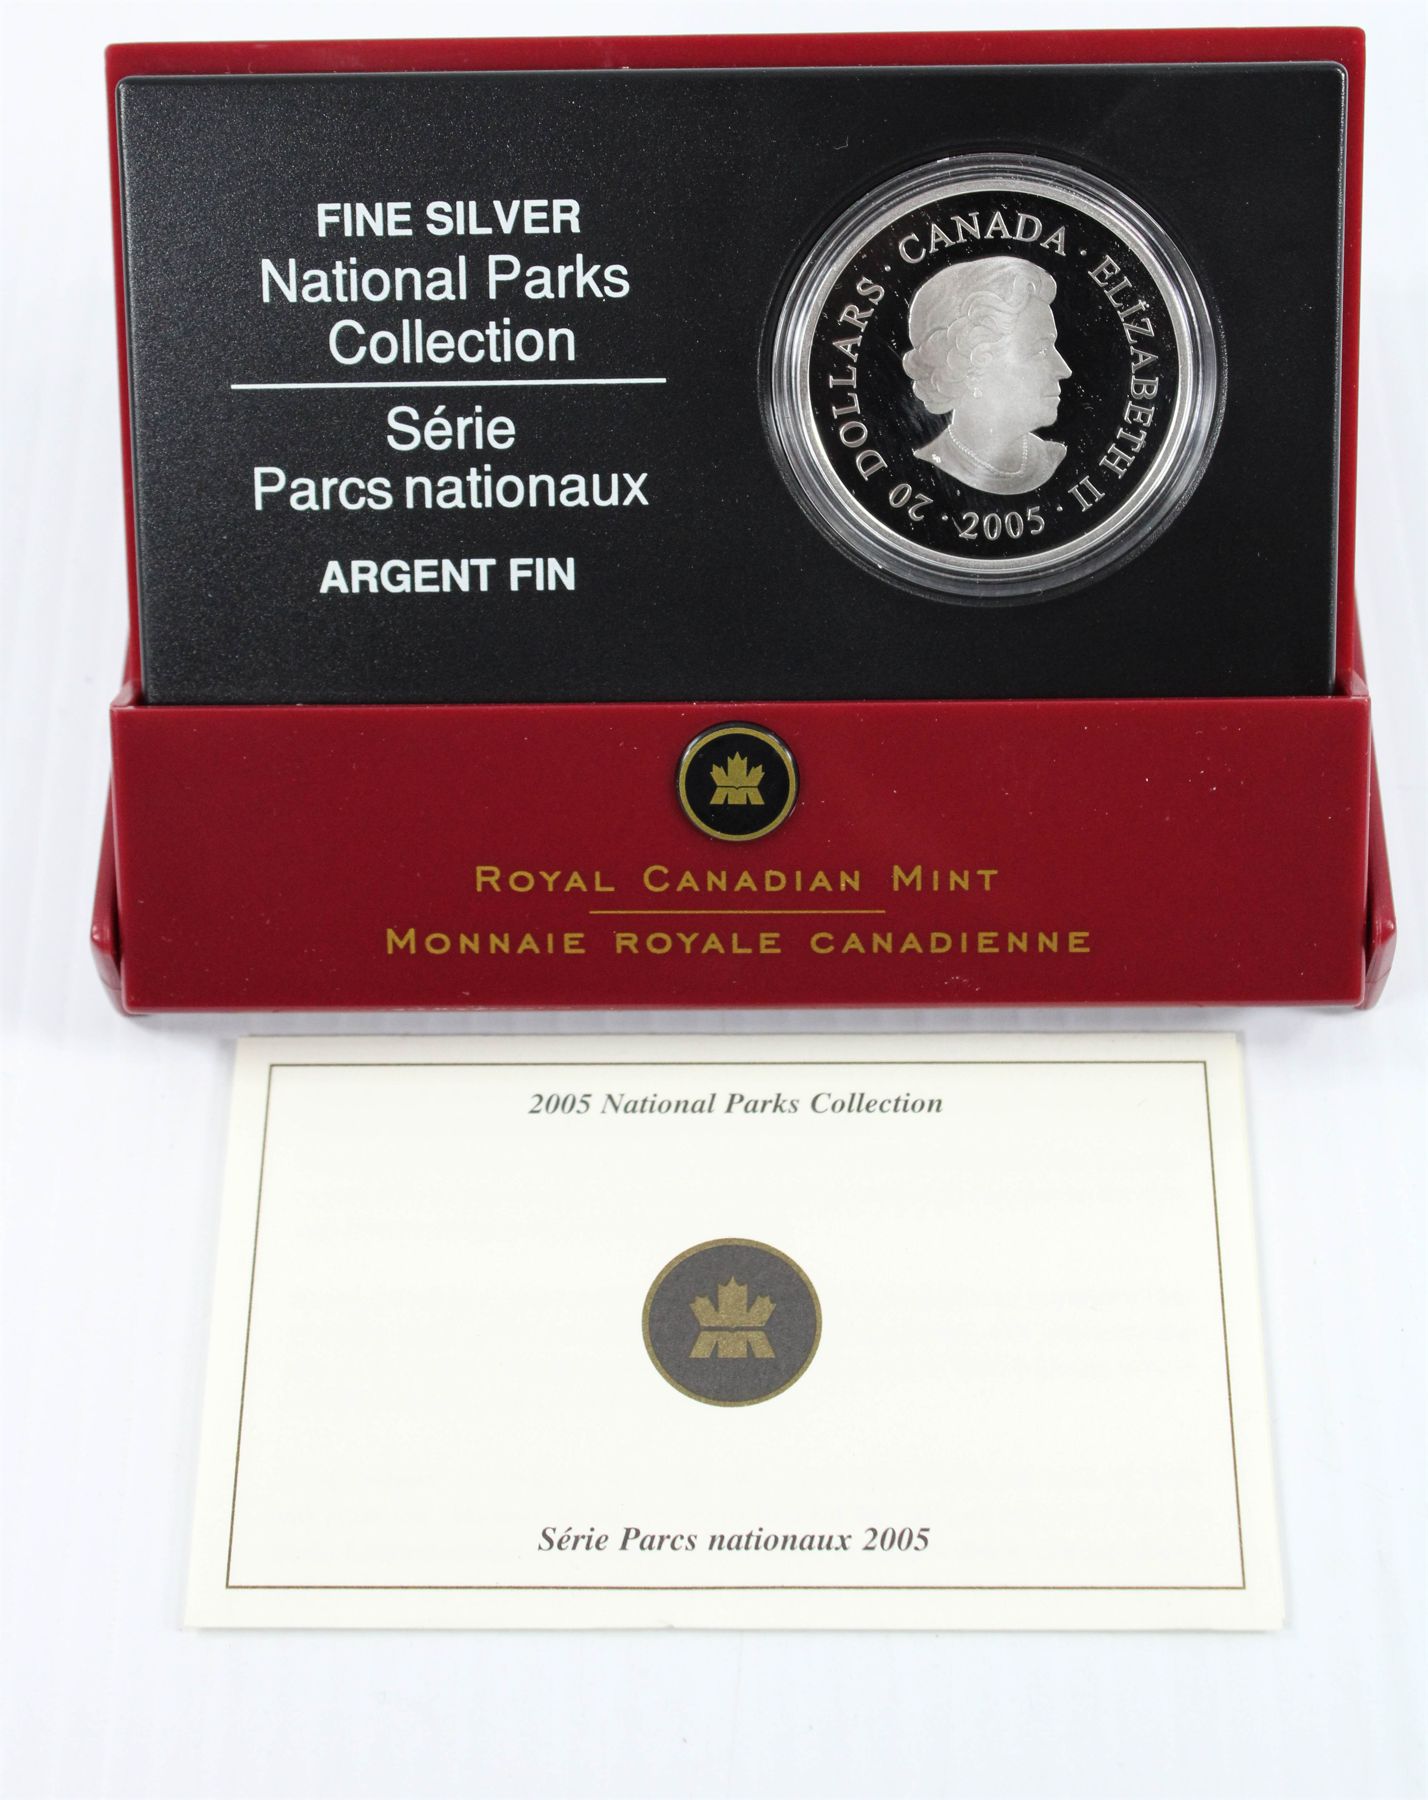 FINE SILVER
National Parks
Collection
Série
Parcs nationaux
ARGENT FIN
20 DOLLARS · CANADA · ELIZABETH II · 2005 ·
ROYAL CANADIAN MINT
MONNAIE ROYALE CANADIENNE
2005 National Parks Collection
Série Parcs nationaux 2005